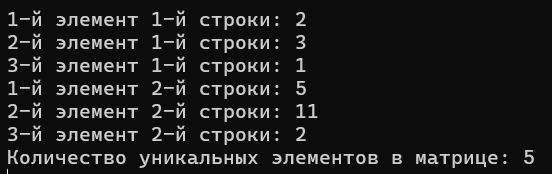 1-й элемент 1-й строки: 2
2-й элемент 1-й строки: 3
3-й элемент 1-й строки: 1
1-й элемент 2-й строки: 5
2-й элемент 2-й строки: 11
3-й элемент 2-й строки: 2
Количество уникальных элементов в матрице: 5